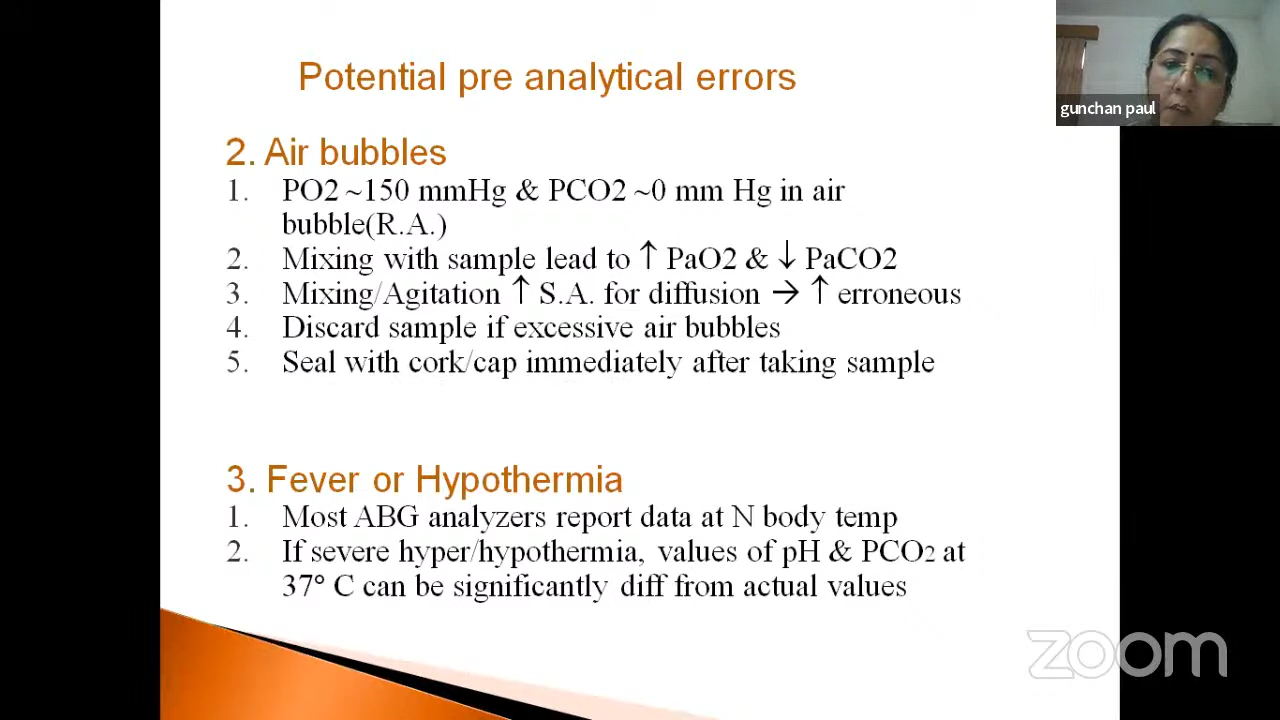 Potential pre analytical errors
gunchan paul
2. Air bubbles
1. PO2 ~150 mmHg & PCO2 ~0 mm Hg in air
bubble(R.A.)
2. Mixing with sample lead to ↑ PaO2 & ↓ PaCO2
3. Mixing/Agitation ↑ S.A. for diffusion → ↑ erroneous
4. Discard sample if excessive air bubbles
5. Seal with cork/cap immediately after taking sample
3. Fever or Hypothermia
1. Most ABG analyzers report data at N body temp
2. If severe hyper/hypothermia, values of pH & PCO2 at
37° C can be significantly diff from actual values
zoom